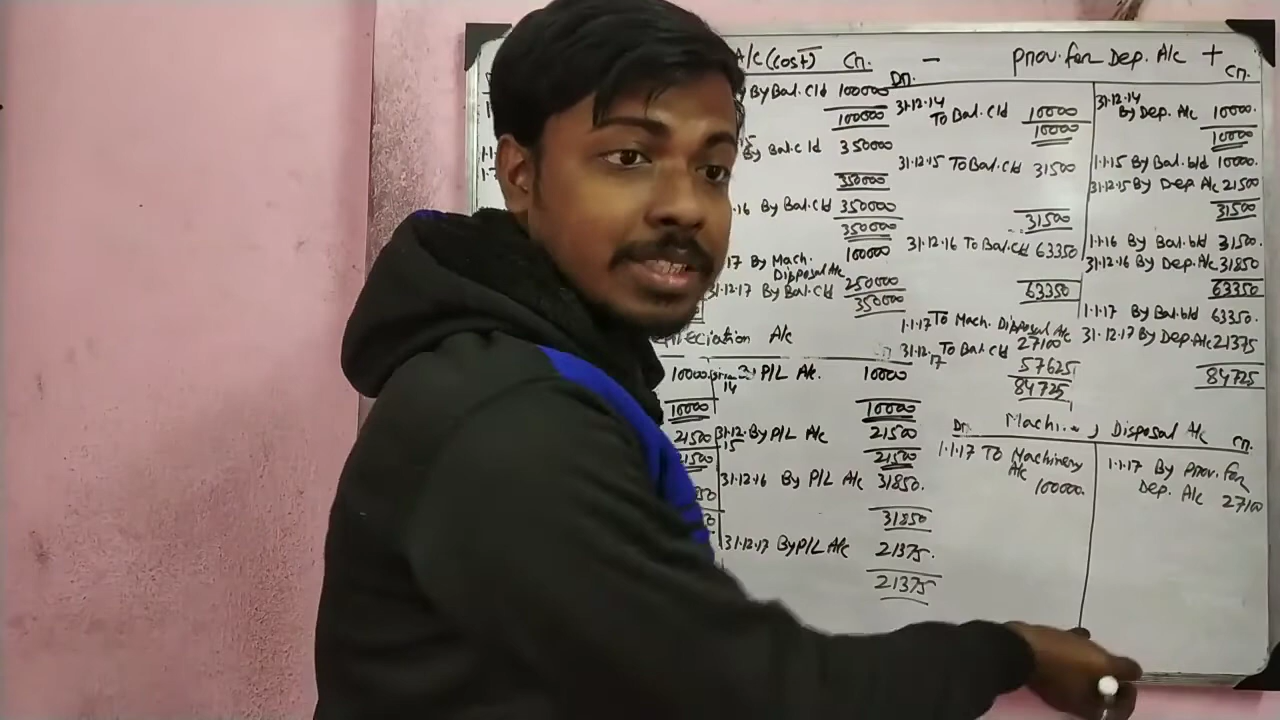 A/c (cost) Cr.
By Bal. C/d 100000
100000
By Bal. C/d 350000
350000
.16 By Bal. C/d 350000
350000
17 By Mach. 100000
Disposal A/c
31.12.17 By Bal. C/d 250000
350000
- Prov. for Dep. A/c +
Dr. Cr.
31.12.14
To Bal. C/d 10000
10000
31.12.15 To Bal. C/d 31500
31500
31.12.16 To Bal. C/d 63350
63350
1.1.17 To Mach. Disposal A/c
27100
31.12.17 To Bal. C/d
57625
84725
31.12.14
By Dep. A/c 10000.
10000
1.1.15 By Bal. b/d 10000.
31.12.15 By Dep. A/c 21500
31500
1.1.16 By Bal. b/d 31500.
31.12.16 By Dep. A/c 31850
63350
1.1.17 By Bal. b/d 63350.
31.12.17 By Dep. A/c 21375
84725
reciation A/c
10000
10000
21500
21500
14 P/L A/c. 10000
10000
31.12.15 By P/L A/c 21500
21500
31.12.16 By P/L A/c 31850.
31850
31.12.17 By P/L A/c 21375.
21375
Disposal A/c
Dr. Cr.
1.1.17 To Machinery
A/c
100000.
1.1.17 By Prov. for
Dep. A/c 27100